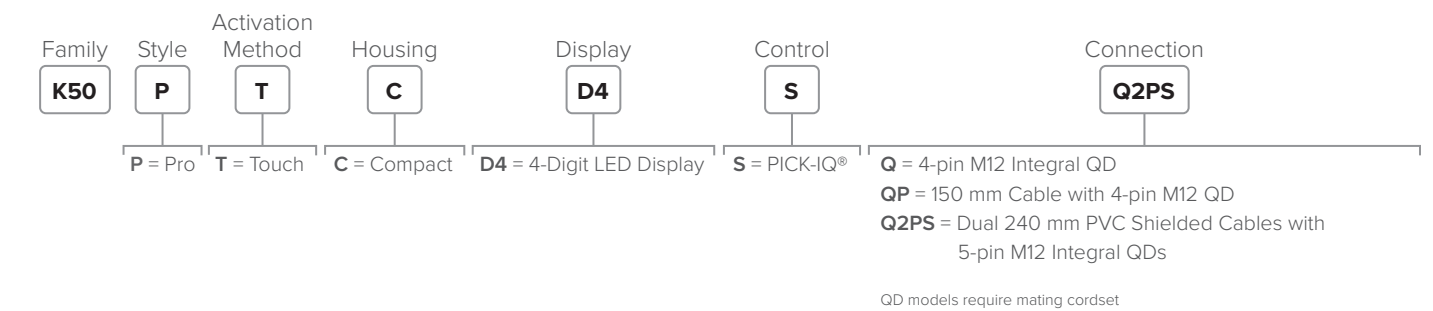 Activation
Family Style Method Housing Display Control Connection
K50 P T C D4 S Q2PS
P = Pro T = Touch C = Compact D4 = 4-Digit LED Display S = PICK-IQ® Q = 4-pin M12 Integral QD
QP = 150 mm Cable with 4-pin M12 QD
Q2PS = Dual 240 mm PVC Shielded Cables with
5-pin M12 Integral QDs
QD models require mating cordset